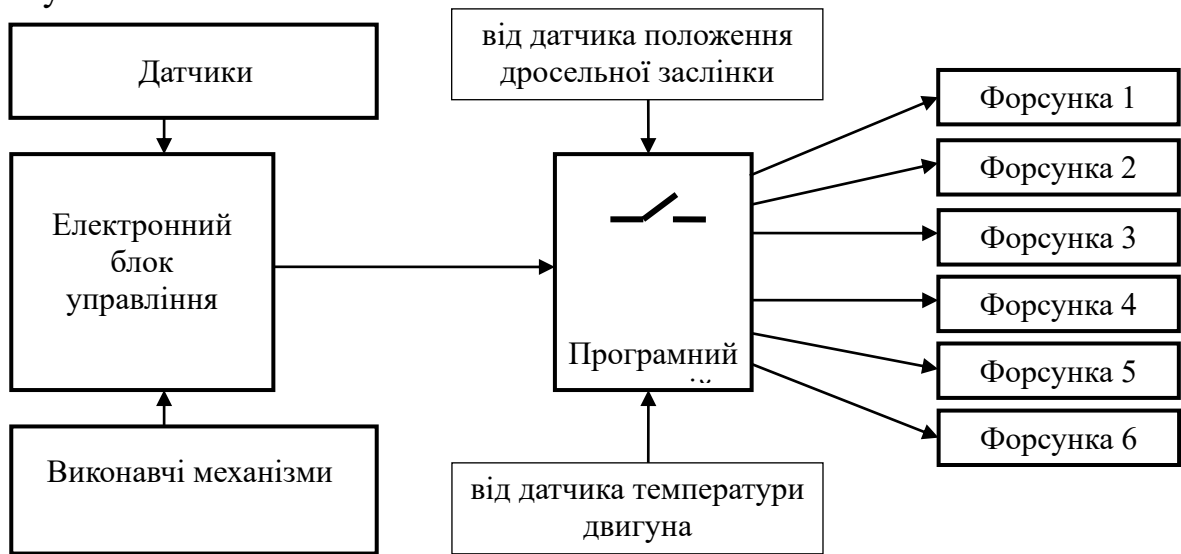 Датчики
від датчика положення
дросельної заслінки
Форсунка 1
Форсунка 2
Форсунка 3
Форсунка 4
Форсунка 5
Форсунка 6
Електронний
блок
управління
Програмний
Виконавчі механізми
від датчика температури
двигуна